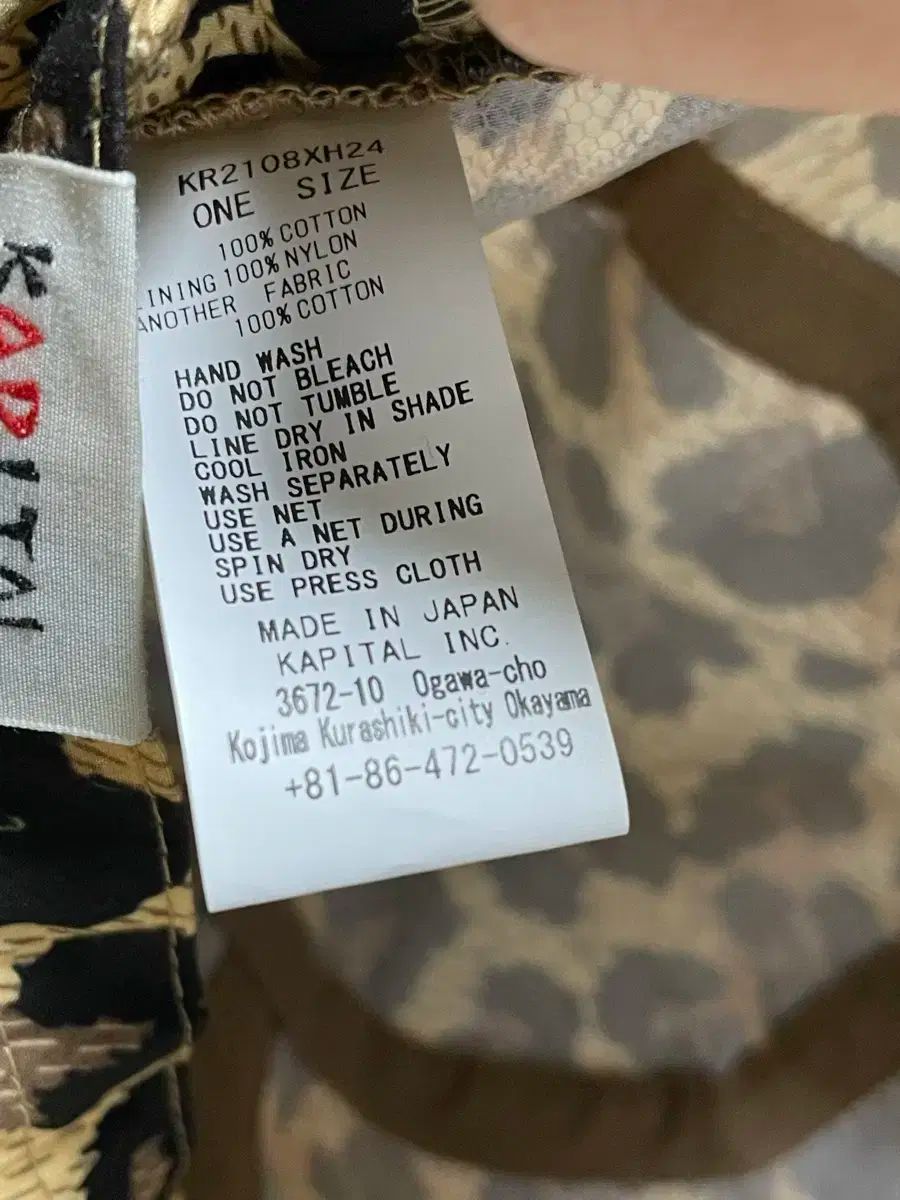 KAPITAL
KR2108XH24
ONE SIZE
100% COTTON
INING 100% NYLON
ANOTHER FABRIC
100% COTTON
HAND WASH
DO NOT BLEACH
DO NOT TUMBLE
LINE DRY IN SHADE
COOL IRON
WASH SEPARATELY
USE NET
USE A NET DURING
SPIN DRY
USE PRESS CLOTH
MADE IN JAPAN
KAPITAL INC.
3672-10 Ogawa-cho
Kojima Kurashiki-city Okayama
+81-86-472-0539